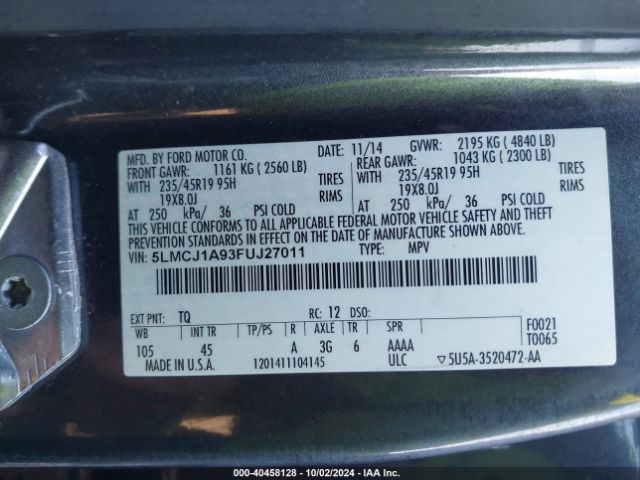 MFD. BY FORD MOTOR CO. DATE: 11/14 GVWR: 2195 KG ( 4840 LB)
FRONT GAWR: 1161 KG ( 2560 LB) REAR GAWR: 1043 KG ( 2300 LB)
WITH 235/45R19 95H TIRES WITH 235/45R19 95H TIRES
19X8.0J RIMS 19X8.0J RIMS
AT 250 kPa/ 36 PSI COLD AT 250 kPa/ 36 PSI COLD
THIS VEHICLE CONFORMS TO ALL APPLICABLE FEDERAL MOTOR VEHICLE SAFETY AND THEFT
PREVENTION STANDARDS IN EFFECT ON THE DATE OF MANUFACTURE SHOWN ABOVE.
VIN: 5LMCJ1A93FUJ27011 TYPE: MPV
EXT PNT: TQ RC: 12 DSO: F0021
WB INT TR TP/PS R AXLE TR SPR T0065
105 45 A 3G 6 AAAA
MADE IN U.S.A. 1201411104145 ULC ▽5U5A-3520472-AA
000-40458128 - 10/02/2024 - IAA Inc.